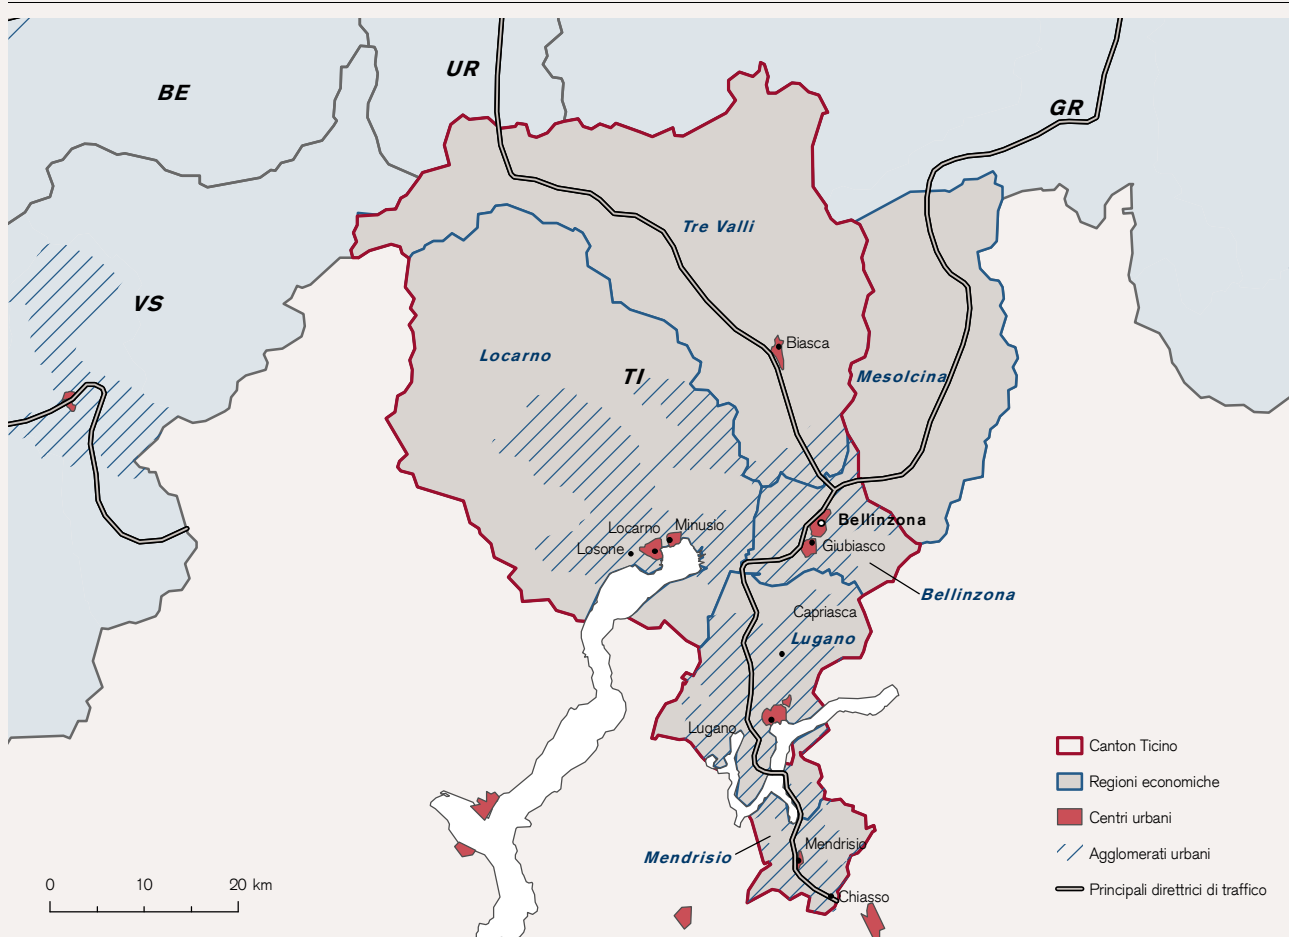 UR
BE
GR
Tre Valli
VS
Biasca
Locarno
TI
Mesolcina
Bellinzona
Locarno
Minusio
Losone
Giubiasco
Bellinzona
Capriasca
Lugano
Lugano
Canton Ticino
Regioni economiche
Centri urbani
Mendrisio
Mendrisio
Agglomerati urbani
0 10 20 km
Principali direttrici di traffico
Chiasso